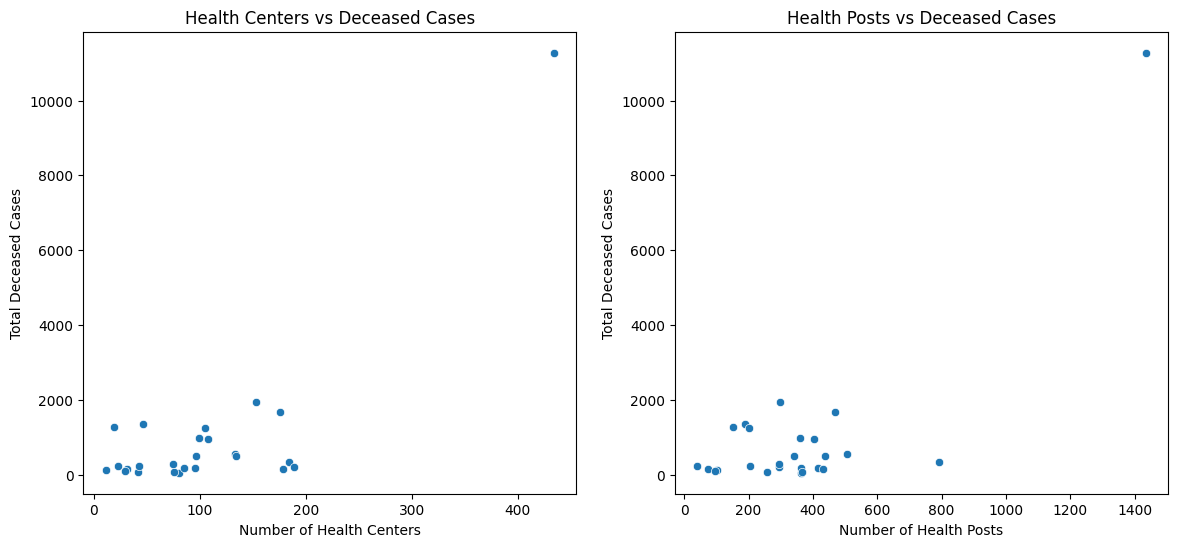 Health Centers vs Deceased Cases
Total Deceased Cases
10000
8000
6000
4000
2000
0
0 100 200 300 400
Number of Health Centers
Health Posts vs Deceased Cases
Total Deceased Cases
10000
8000
6000
4000
2000
0
0 200 400 600 800 1000 1200 1400
Number of Health Posts